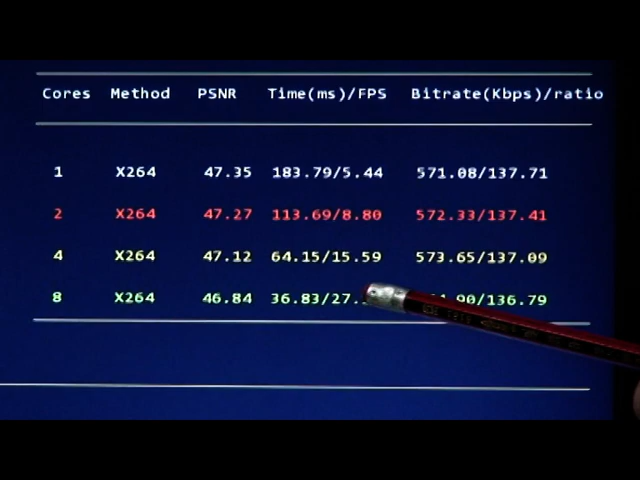 Cores Method PSNR Time(ms)/FPS Bitrate(Kbps)/ratio
1 X264 47.35 183.79/5.44 571.08/137.71
2 X264 47.27 113.69/8.80 572.33/137.41
4 X264 47.12 64.15/15.59 573.65/137.09
8 X264 46.84 36.83/27. .90/136.79